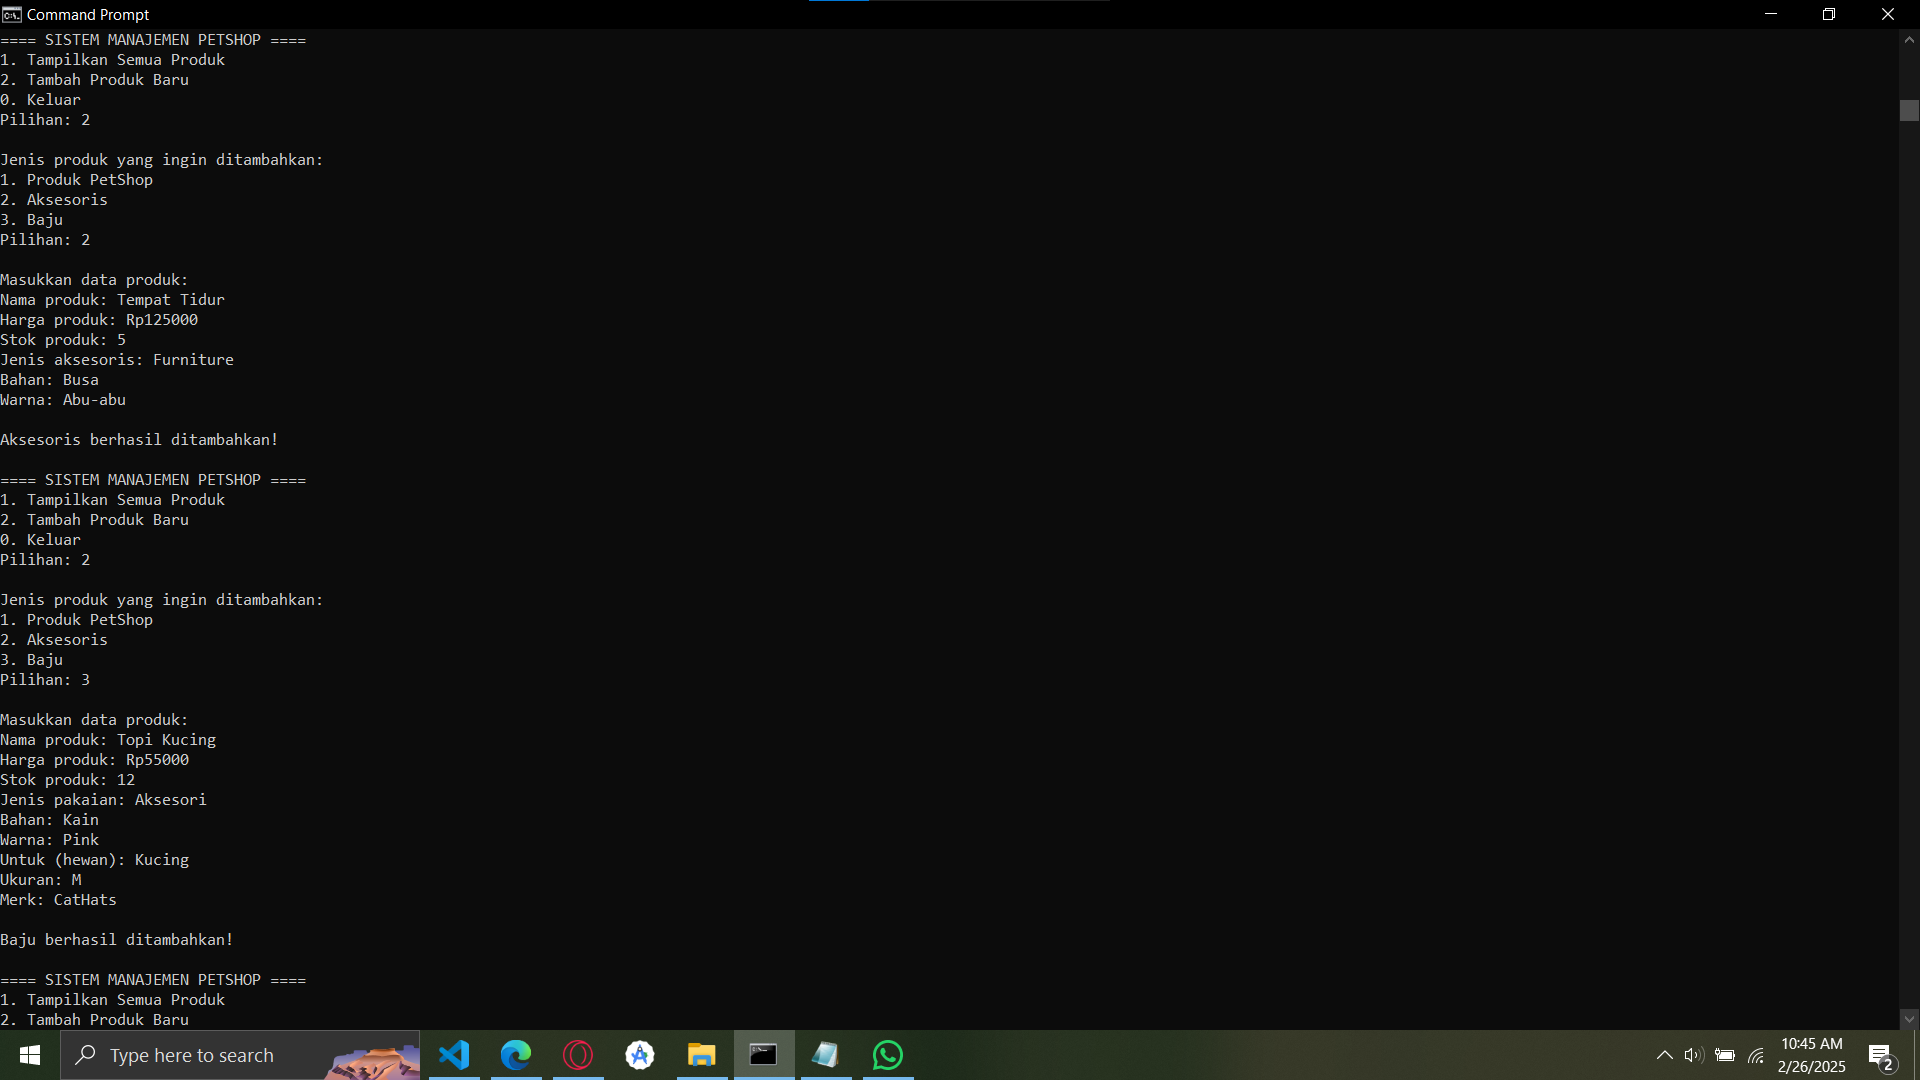 Command Prompt
==== SISTEM MANAJEMEN PETSHOP ====
1. Tampilkan Semua Produk
2. Tambah Produk Baru
0. Keluar
Pilihan: 2
Jenis produk yang ingin ditambahkan:
1. Produk PetShop
2. Aksesoris
3. Baju
Pilihan: 2
Masukkan data produk:
Nama produk: Tempat Tidur
Harga produk: Rp125000
Stok produk: 5
Jenis aksesoris: Furniture
Bahan: Busa
Warna: Abu-abu
Aksesoris berhasil ditambahkan!
==== SISTEM MANAJEMEN PETSHOP ====
1. Tampilkan Semua Produk
2. Tambah Produk Baru
0. Keluar
Pilihan: 2
Jenis produk yang ingin ditambahkan:
1. Produk PetShop
2. Aksesoris
3. Baju
Pilihan: 3
Masukkan data produk:
Nama produk: Topi Kucing
Harga produk: Rp55000
Stok produk: 12
Jenis pakaian: Aksesori
Bahan: Kain
Warna: Pink
Untuk (hewan): Kucing
Ukuran: M
Merk: CatHats
Baju berhasil ditambahkan!
==== SISTEM MANAJEMEN PETSHOP ====
1. Tampilkan Semua Produk
2. Tambah Produk Baru
Type here to search
10:45 AM
2/26/2025
2